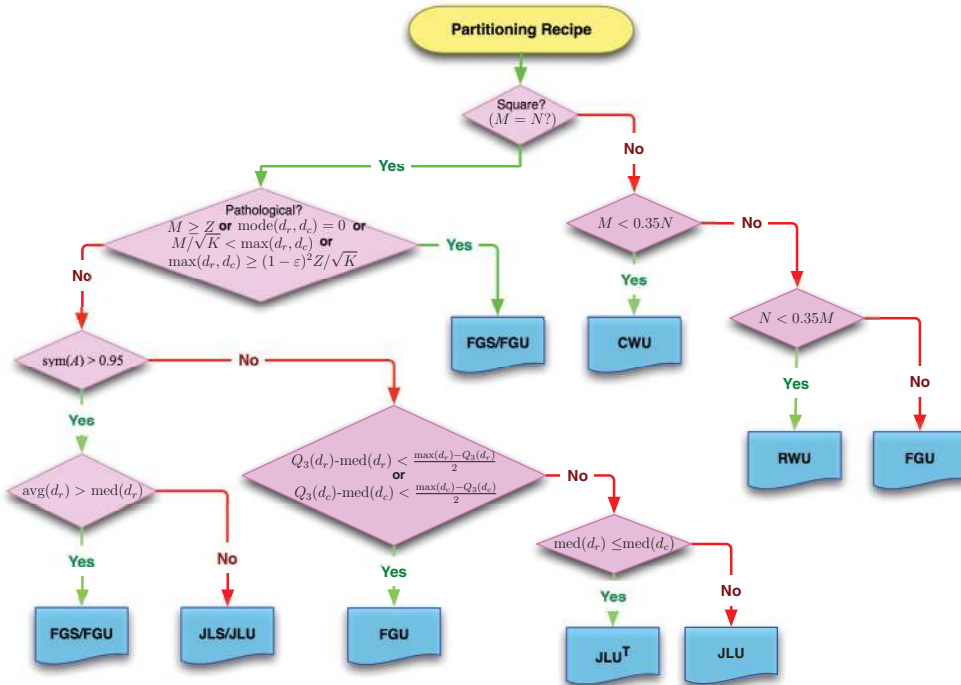 Partitioning Recipe
Square?
(M = N?)
Yes
No
Pathological?
M ≥ Z or mode(d_r, d_c) = 0 or
M/√K < max(d_r, d_c) or
max(d_r, d_c) ≥ (1 − ε)²Z/√K
M < 0.35N
No
Yes
No
Yes
N < 0.35M
FGS/FGU
CWU
sym(A) > 0.95
No
Yes
No
Yes
Q₃(d_r)-med(d_r) < (max(d_r)−Q₃(d_r))/2
or
Q₃(d_c)-med(d_c) < (max(d_c)−Q₃(d_c))/2
RWU
FGU
avg(d_r) > med(d_r)
No
med(d_r) ≤med(d_c)
Yes
No
Yes
No
Yes
FGS/FGU
JLS/JLU
FGU
JLU^T
JLU